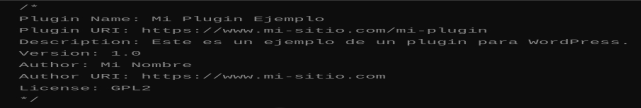 /*
Plugin Name: Mi Plugin Ejemplo
Plugin URI: https://www.mi-sitio.com/mi-plugin
Description: Este es un ejemplo de un plugin para WordPress.
Version: 1.0
Author: Mi Nombre
Author URI: https://www.mi-sitio.com
License: GPL2
*/